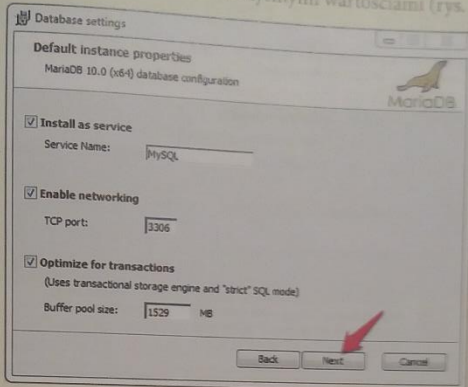 wartościami (rys.
Database settings
Default instance properties
MariaDB 10.0 (x64) database configuration
MariaDB
Install as service
Service Name: MySQL
Enable networking
TCP port: 3306
Optimize for transactions
(Uses transactional storage engine and "strict" SQL mode)
Buffer pool size: 1529 MB
Back Next Cancel